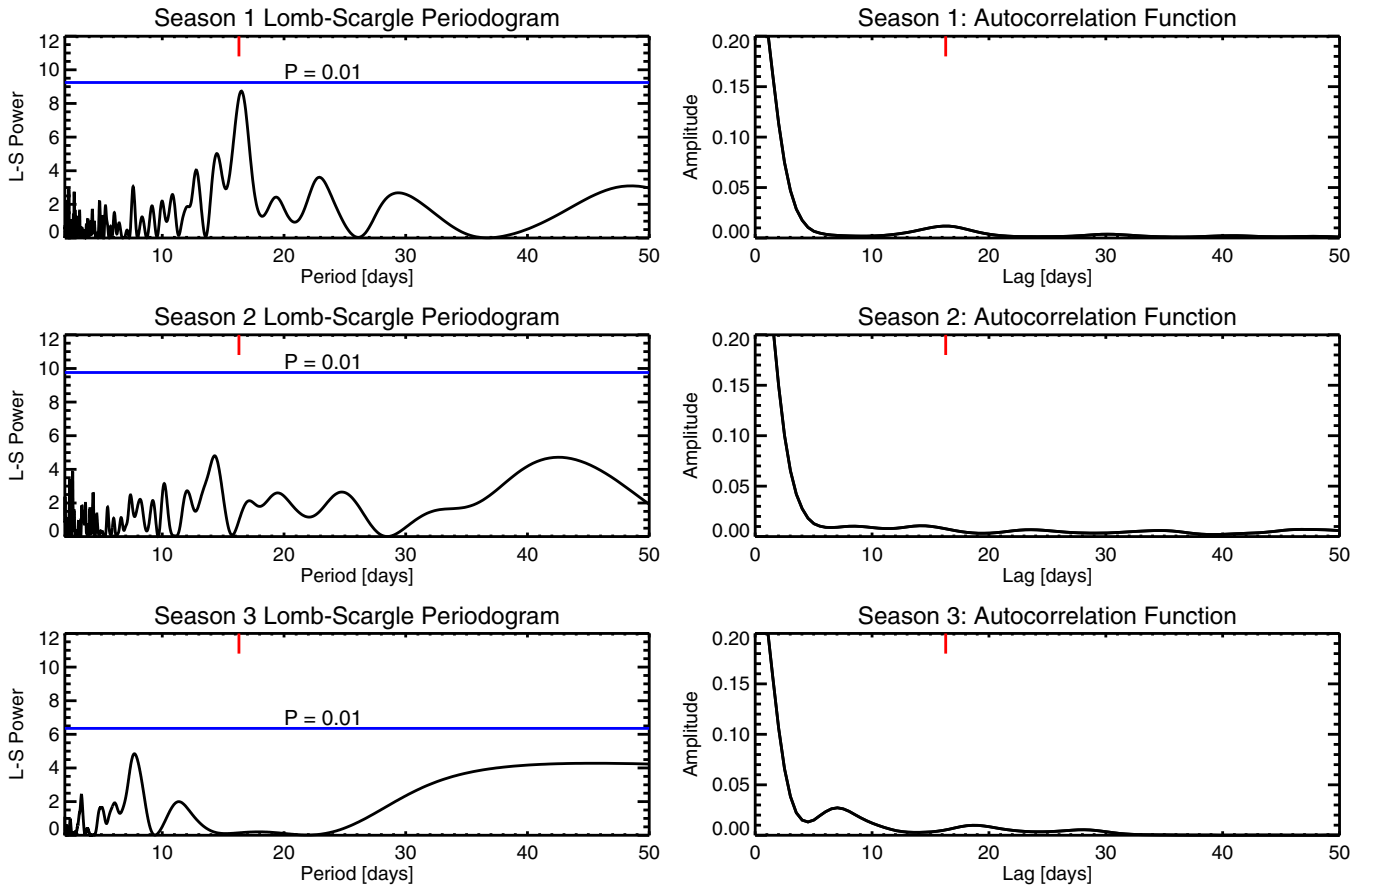 Season 1 Lomb-Scargle Periodogram
12
10
8
6
4
2
0
L-S Power
P = 0.01
10 20 30 40 50
Period [days]
Season 1: Autocorrelation Function
0.20
0.15
0.10
0.05
0.00
Amplitude
0 10 20 30 40 50
Lag [days]
Season 2 Lomb-Scargle Periodogram
12
10
8
6
4
2
0
L-S Power
P = 0.01
10 20 30 40 50
Period [days]
Season 2: Autocorrelation Function
0.20
0.15
0.10
0.05
0.00
Amplitude
0 10 20 30 40 50
Lag [days]
Season 3 Lomb-Scargle Periodogram
12
10
8
6
4
2
0
L-S Power
P = 0.01
10 20 30 40 50
Period [days]
Season 3: Autocorrelation Function
0.20
0.15
0.10
0.05
0.00
Amplitude
0 10 20 30 40 50
Lag [days]